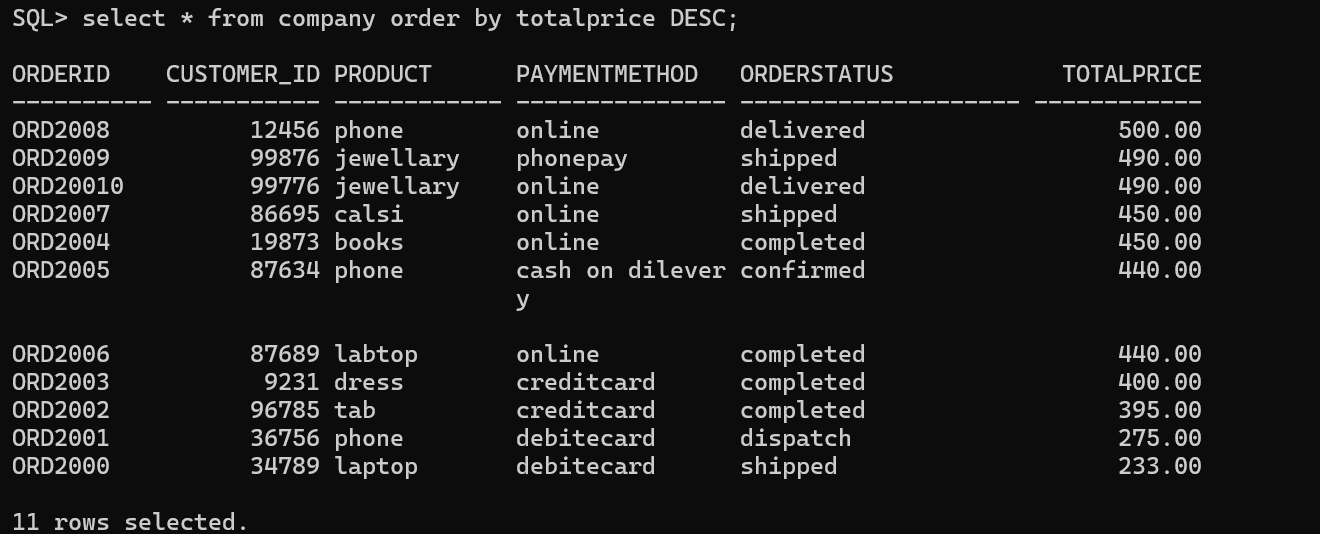 SQL> select * from company order by totalprice DESC;
ORDERID    CUSTOMER_ID PRODUCT      PAYMENTMETHOD   ORDERSTATUS            TOTALPRICE
---------- ----------- ------------ --------------- -------------------- ------------
ORD2008          12456 phone        online          delivered                  500.00
ORD2009          99876 jewellary    phonepay        shipped                    490.00
ORD20010         99776 jewellary    online          delivered                  490.00
ORD2007          86695 calsi        online          shipped                    450.00
ORD2004          19873 books        online          completed                  450.00
ORD2005          87634 phone        cash on dilever confirmed                  440.00
                                    y
ORD2006          87689 labtop       online          completed                  440.00
ORD2003           9231 dress        creditcard      completed                  400.00
ORD2002          96785 tab          creditcard      completed                  395.00
ORD2001          36756 phone        debitecard      dispatch                   275.00
ORD2000          34789 laptop       debitecard      shipped                    233.00
11 rows selected.